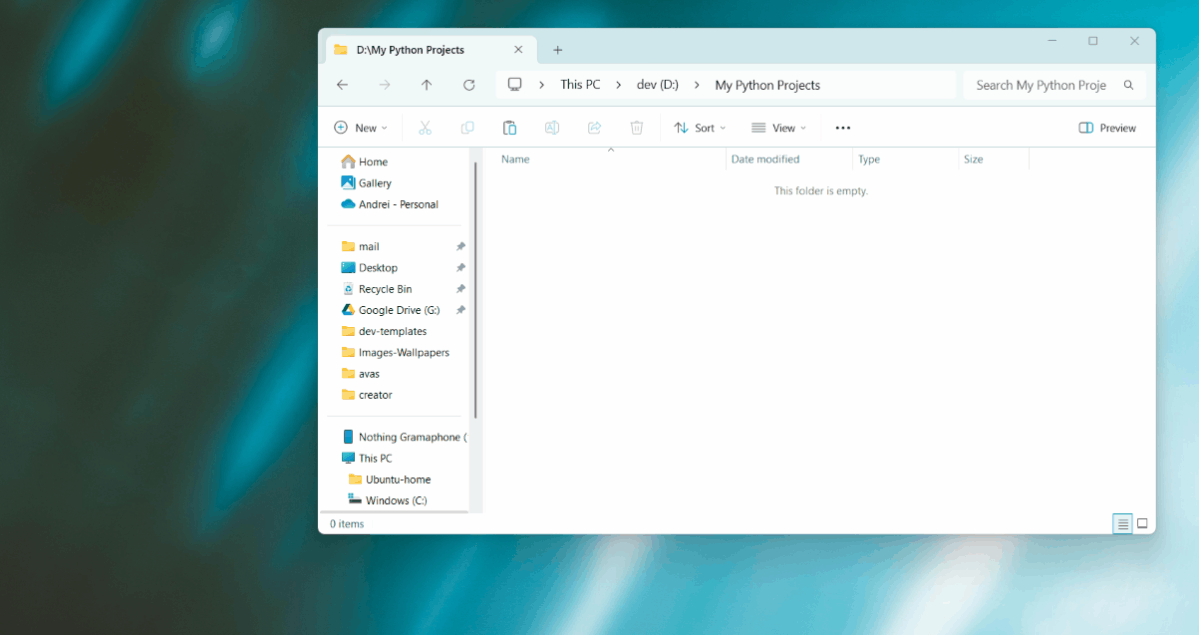 D:\My Python Projects
This PC > dev (D:) > My Python Projects
Search My Python Proje
New
Sort
View
Preview
Home
Gallery
Andrei - Personal
mail
Desktop
Recycle Bin
Google Drive (G:)
dev-templates
Images-Wallpapers
avas
creator
Nothing Gramaphone (
This PC
Ubuntu-home
Windows (C:)
Name
Date modified
Type
Size
This folder is empty.
0 items